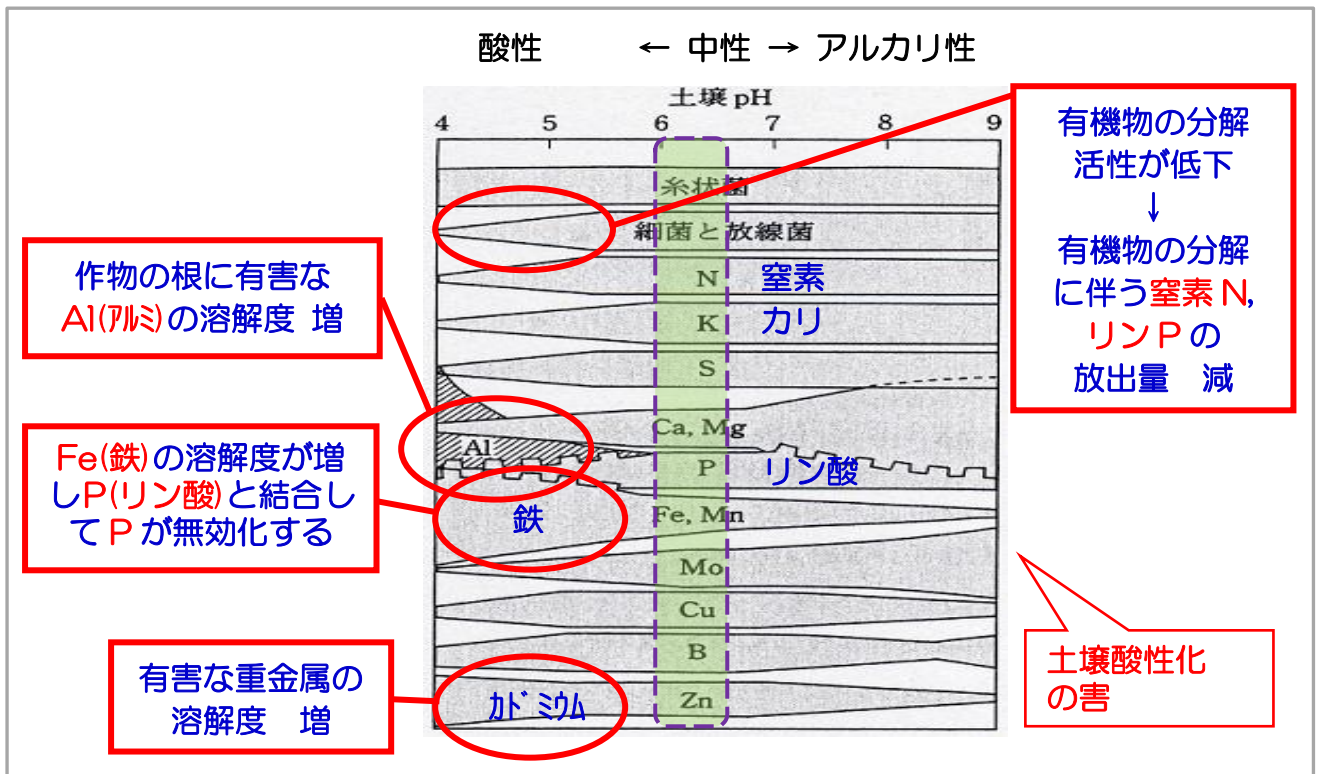 酸性 ← 中性 → アルカリ性
土壌 pH
4 5 6 7 8 9
糸状菌
細菌と放線菌
N 窒素
K カリ
S
Ca, Mg
Al
P リン酸
鉄
Fe, Mn
Mo
Cu
B
Zn
ｶﾄﾞﾐｳﾑ
作物の根に有害な
Al(ｱﾙﾐ)の溶解度 増
Fe(鉄)の溶解度が増
しP(リン酸)と結合し
て P が無効化する
有害な重金属の
溶解度 増
有機物の分解
活性が低下
↓
有機物の分解
に伴う窒素 N,
リン P の
放出量 減
土壌酸性化
の害